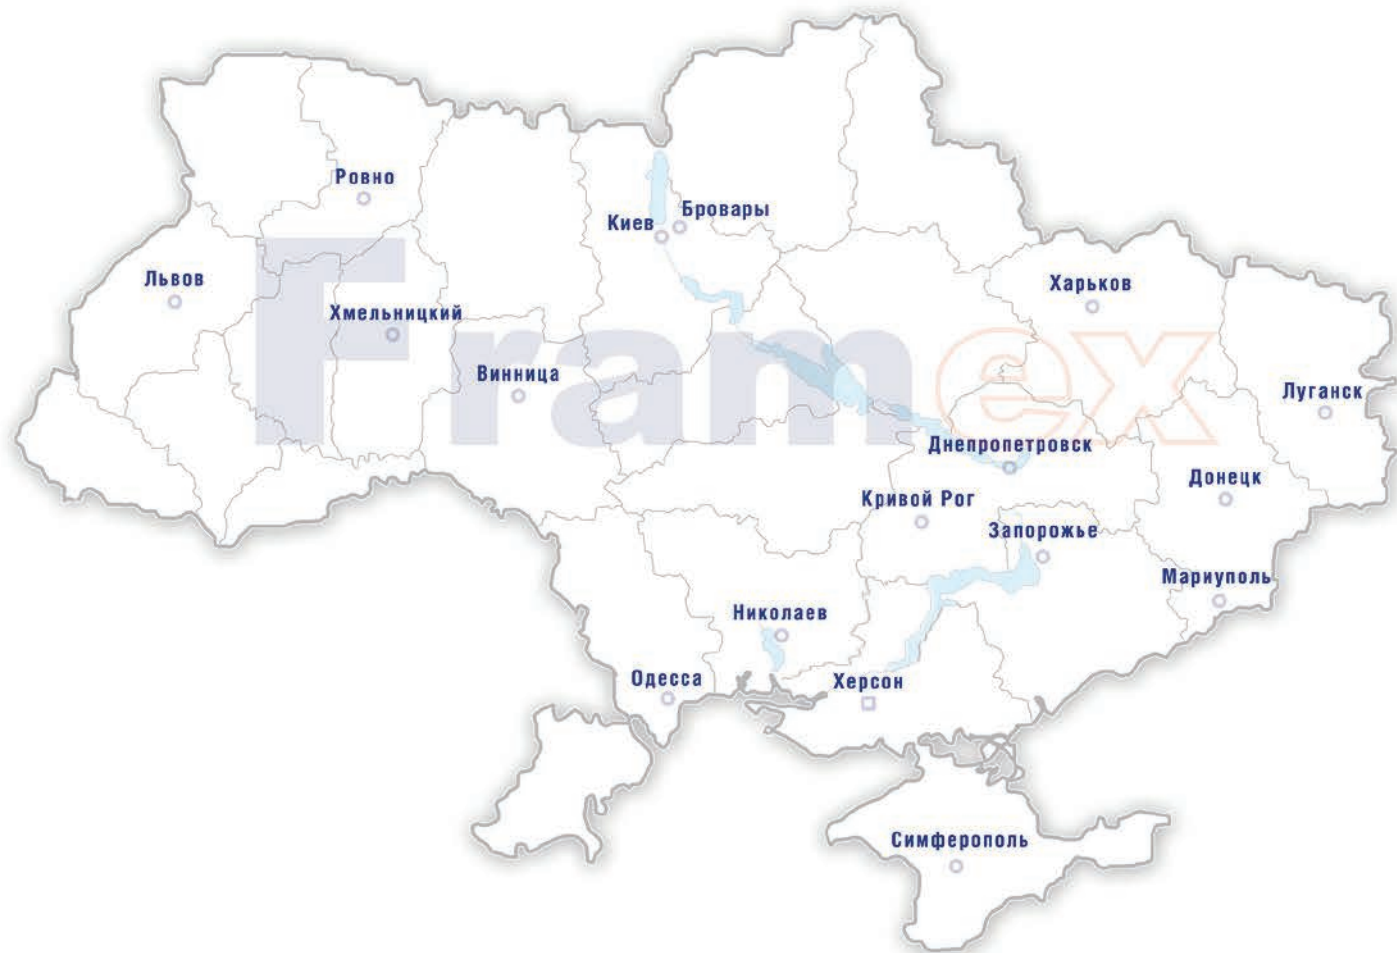 Ровно
Бровары
Киев
Львов
Харьков
Хмельницкий
Винница
Framex
Луганск
Днепропетровск
Донецк
Кривой Рог
Запорожье
Мариуполь
Николаев
Одесса
Херсон
Симферополь